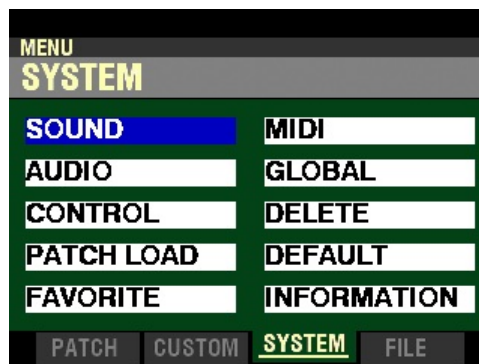 MENU
SYSTEM
SOUND
MIDI
AUDIO
GLOBAL
CONTROL
DELETE
PATCH LOAD
DEFAULT
FAVORITE
INFORMATION
PATCH CUSTOM SYSTEM FILE